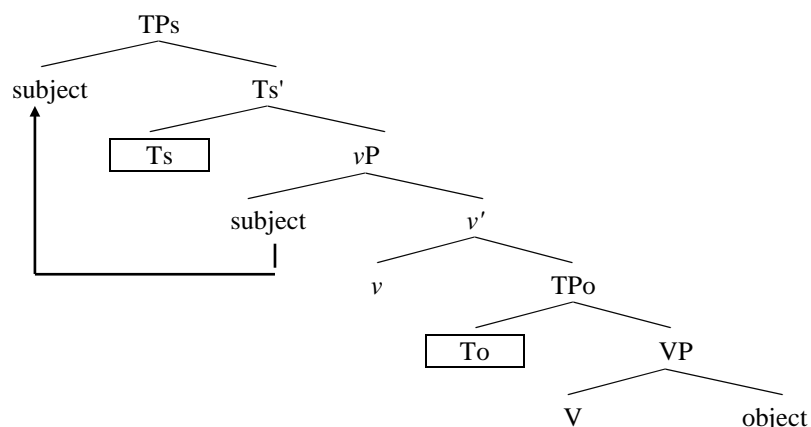 TPs
subject Ts'
Ts vP
subject v'
v TPo
To VP
V object